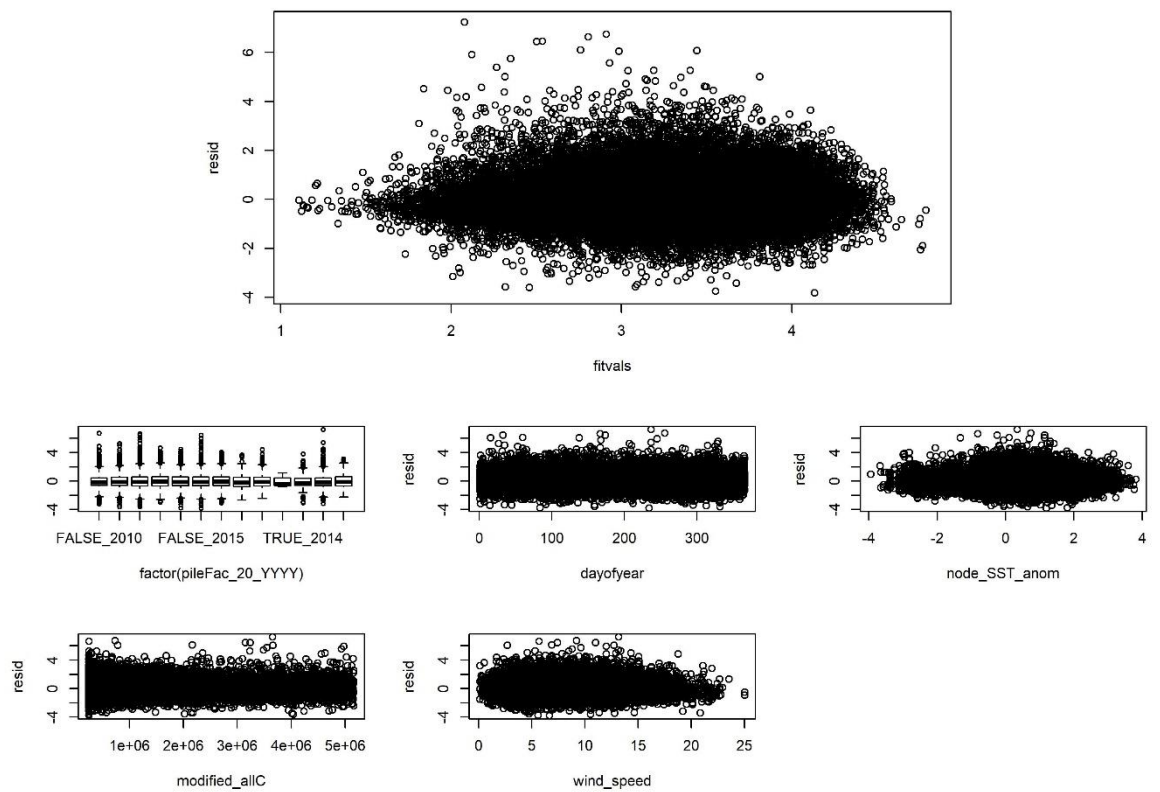 6
4
2
0
-2
-4
resid
1 2 3 4
fitvals
4
0
-4
FALSE_2010 FALSE_2015 TRUE_2014
factor(pileFac_20_YYYY)
resid
4
0
-4
0 100 200 300
dayofyear
resid
4
0
-4
-4 -2 0 2 4
node_SST_anom
resid
4
0
-4
1e+06 2e+06 3e+06 4e+06 5e+06
modified_allC
resid
4
0
-4
0 5 10 15 20 25
wind_speed
resid